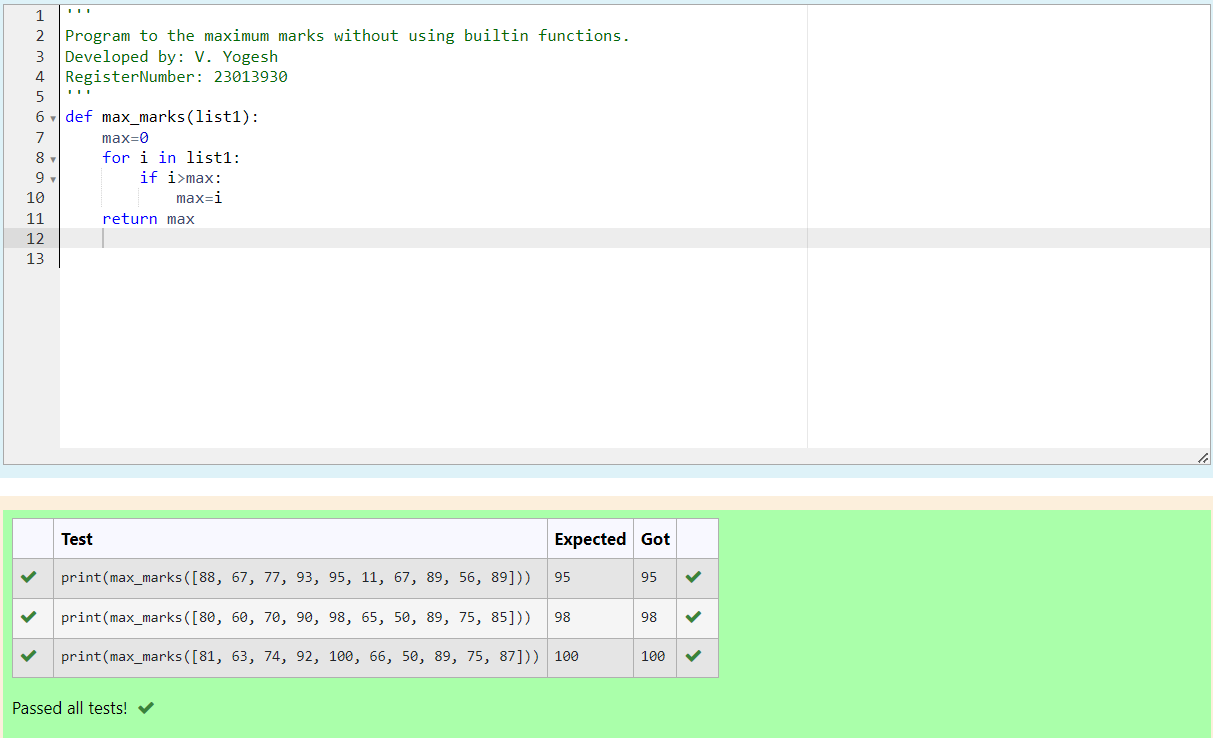 1 '''
2 Program to the maximum marks without using builtin functions.
3 Developed by: V. Yogesh
4 RegisterNumber: 23013930
5 '''
6 def max_marks(list1):
7     max=0
8     for i in list1:
9         if i>max:
10             max=i
11     return max
12
13
Test Expected Got
print(max_marks([88, 67, 77, 93, 95, 11, 67, 89, 56, 89])) 95 95
print(max_marks([80, 60, 70, 90, 98, 65, 50, 89, 75, 85])) 98 98
print(max_marks([81, 63, 74, 92, 100, 66, 50, 89, 75, 87])) 100 100
Passed all tests!